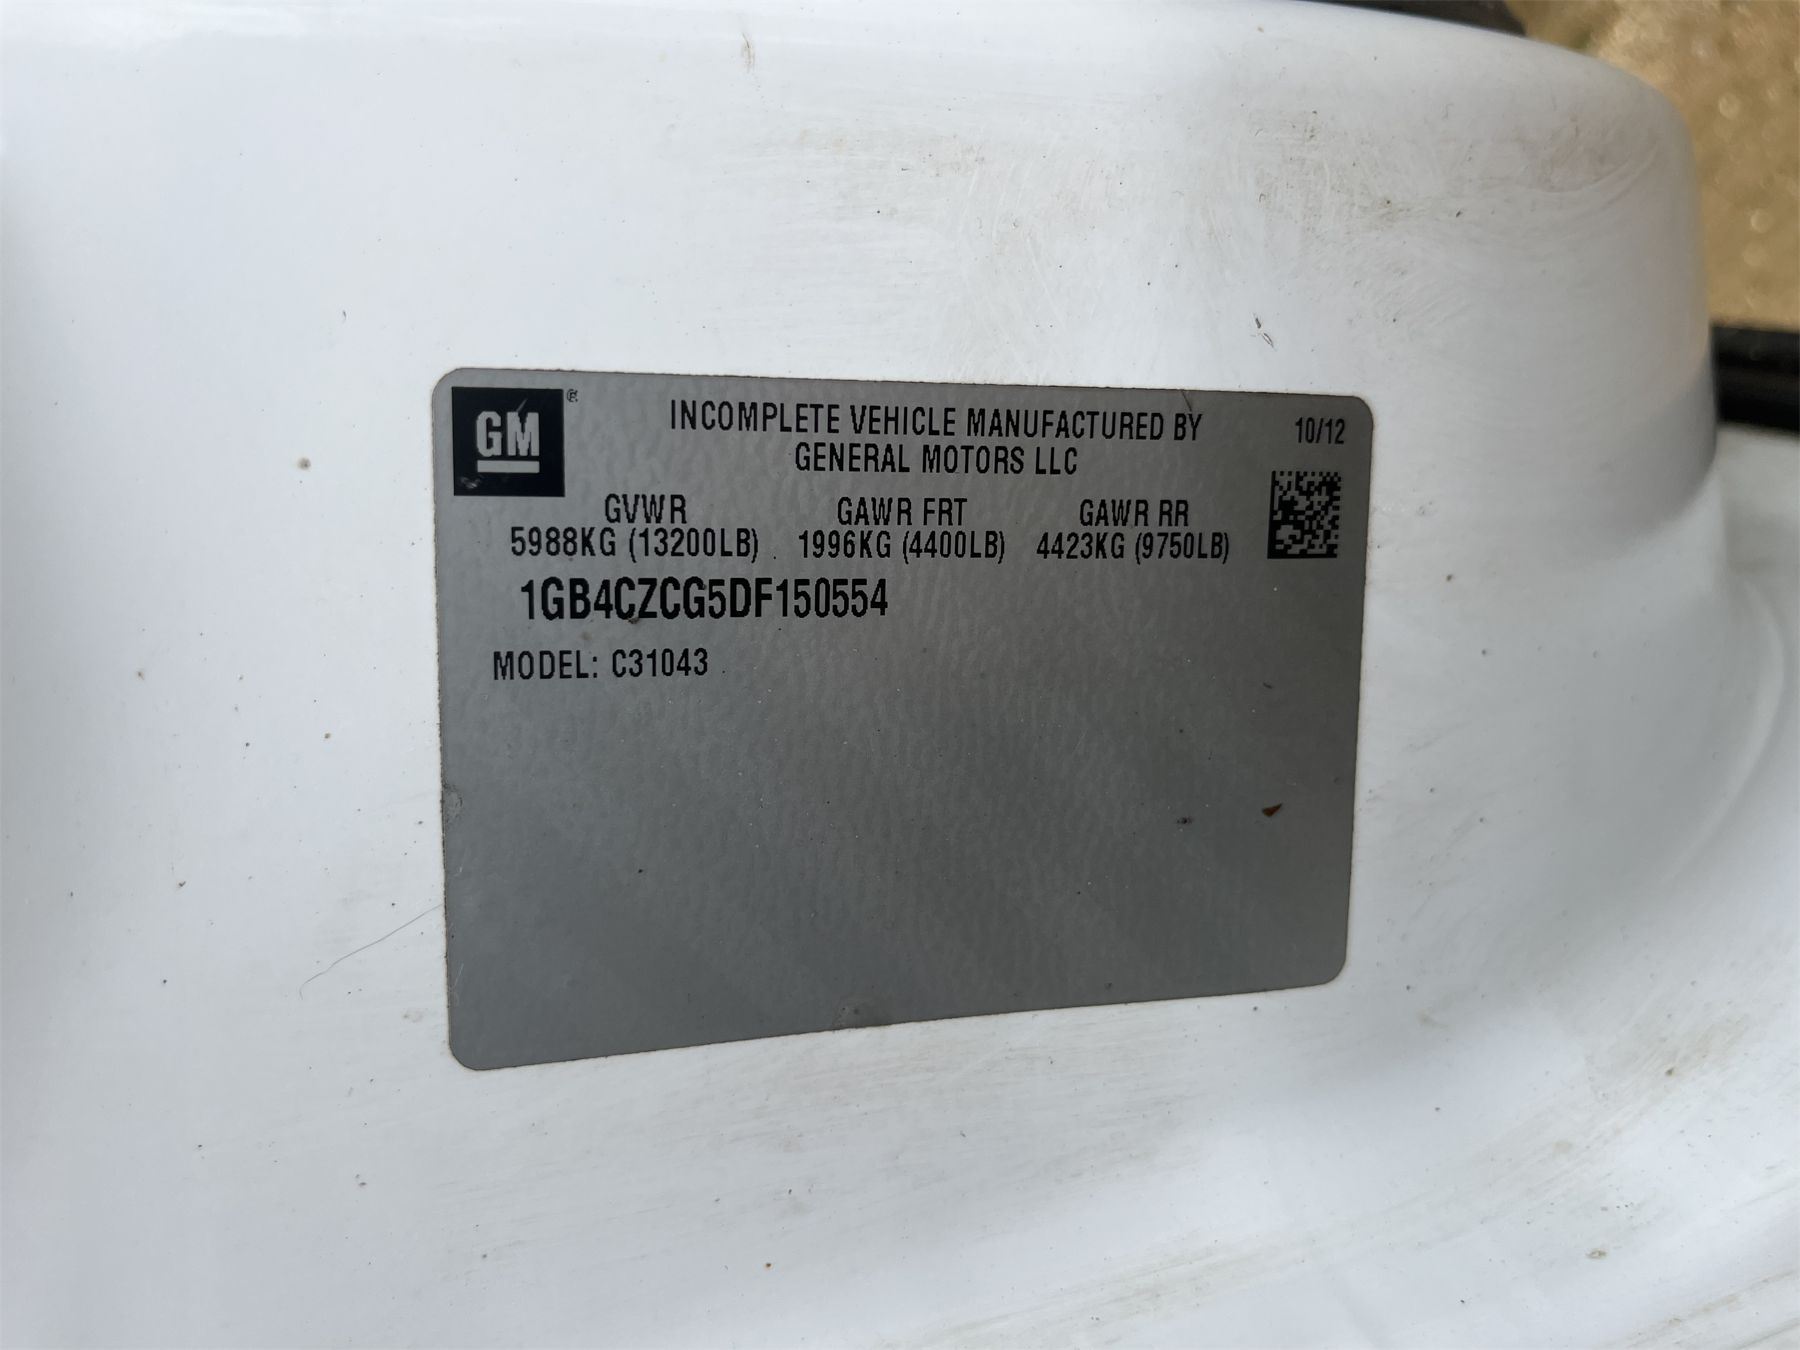 GM ®
INCOMPLETE VEHICLE MANUFACTURED BY
GENERAL MOTORS LLC
10/12
GVWR GAWR FRT GAWR RR
5988KG (13200LB) 1996KG (4400LB) 4423KG (9750LB)
1GB4CZCG5DF150554
MODEL: C31043